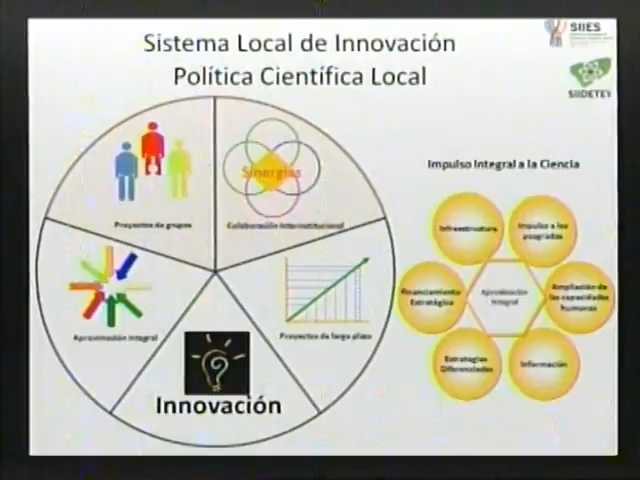 Sistema Local de Innovación
Política Científica Local
SIIES
SIIDETEY
Impulso Integral a la Ciencia
Sinergias
Proyectos de grupos
Colaboración Interinstitucional
Infraestructura
Impulso a los
posgrados
Financiamiento
Estratégico
Aproximación
Integral
Ampliación de
las capacidades
humanas
Aproximación Integral
Proyectos de largo plazo
Estrategias
Diferenciadas
Información
Innovación